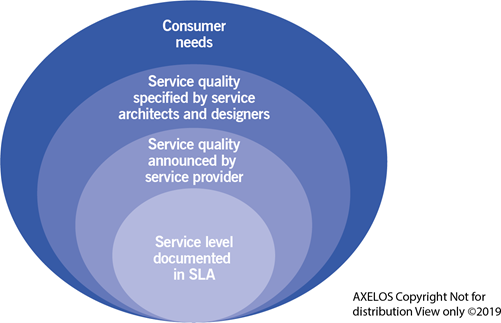 Consumer
needs
Service quality
specified by service
architects and designers
Service quality
announced by
service provider
Service level
documented
in SLA
AXELOS Copyright Not for
distribution View only ©2019